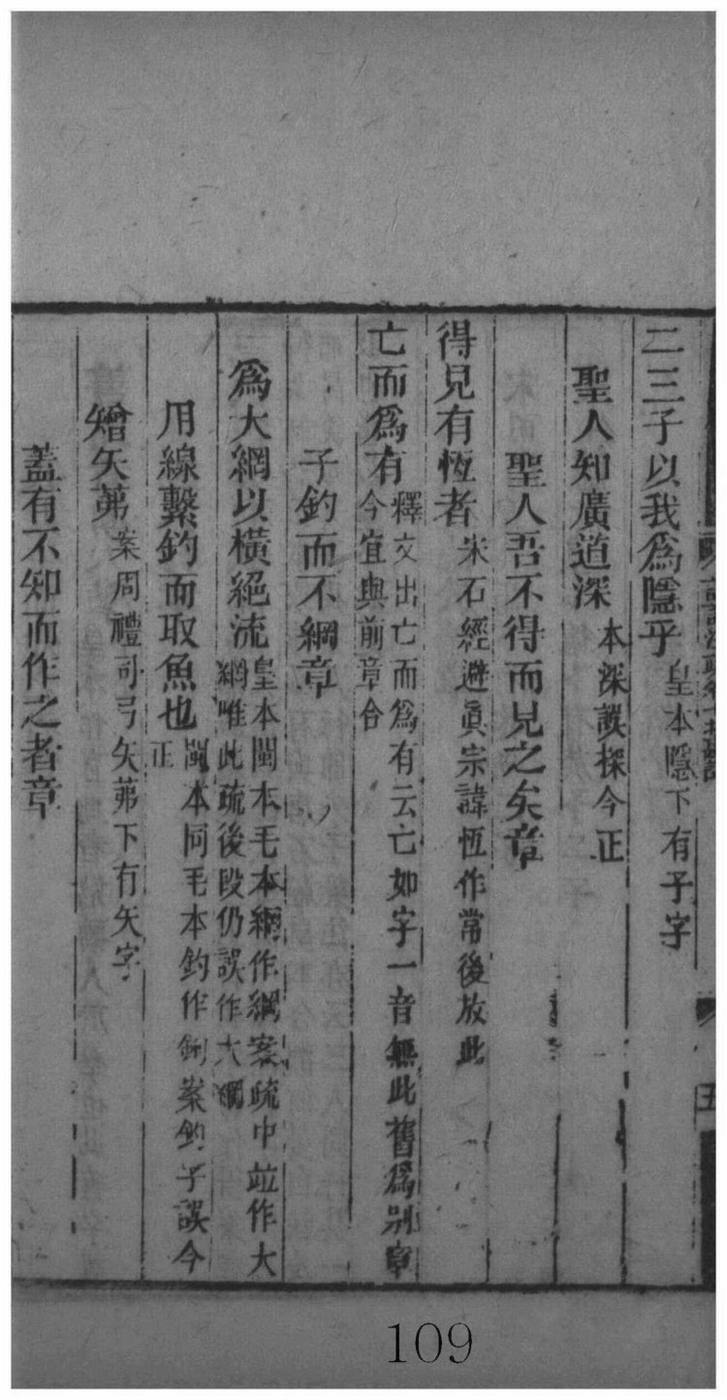 二三子以我爲隱乎皇本隱下有子字
聖人知廣道深本深誤探今正
聖人吾不得而見之矣章
得見有恆者宋石經避眞宗諱恆作常後放此
亡而爲有釋文出亡而爲有云亡如字一音無此舊爲別章
今宜與前章合
子釣而不綱章
爲大網以橫絕流皇本閩本毛本網作綱案疏中竝作大
網唯此疏後段仍誤作大綱
用線繫釣而取魚也閩本同毛本釣作鉤案釣字誤今
正
矰矢茀案周禮司弓矢茀下有矢字
蓋有不知而作之者章
五
109